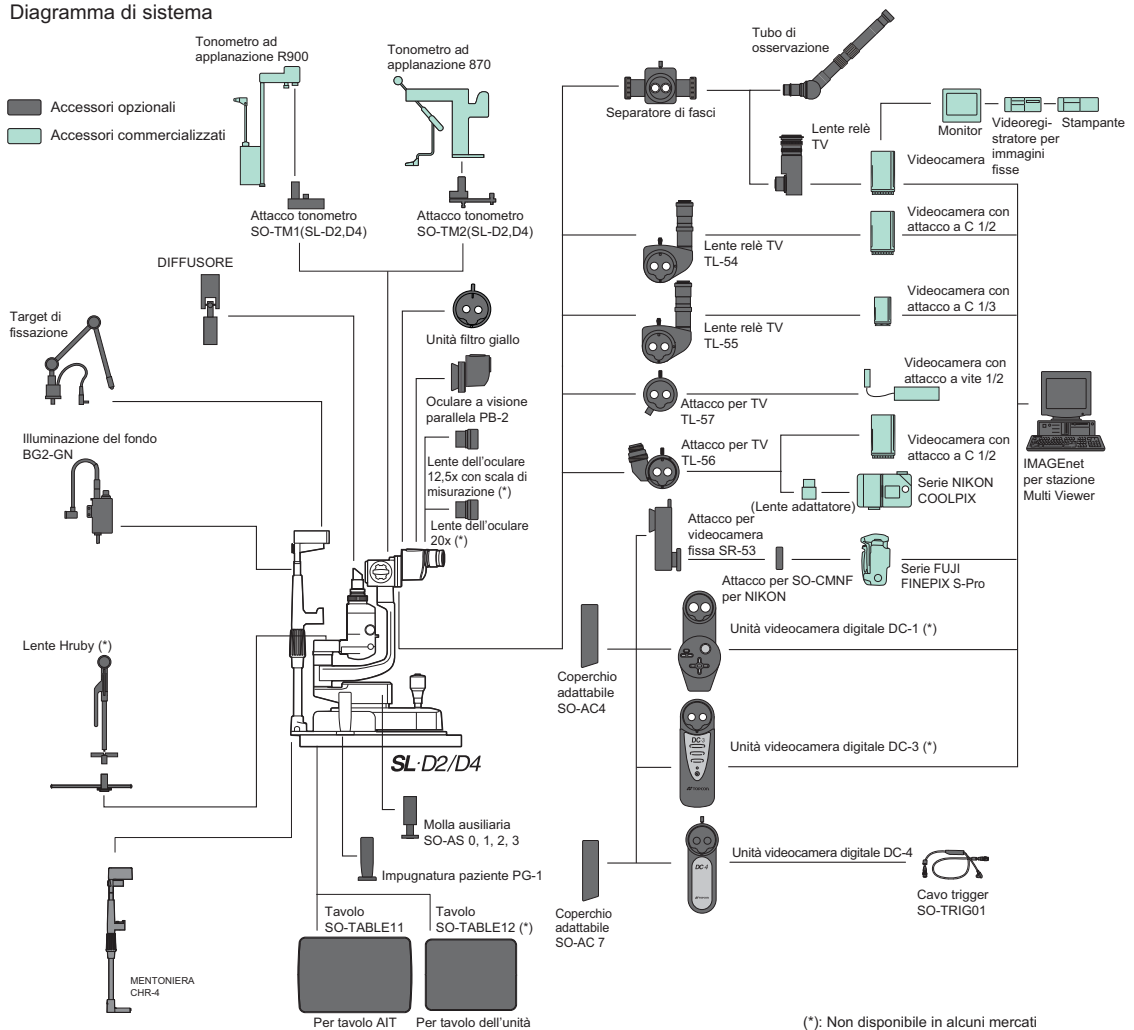 Diagramma di sistema
Accessori opzionali
Accessori commercializzati
Tonometro ad
applanazione R900
Tonometro ad
applanazione 870
Attacco tonometro
SO-TM1(SL-D2,D4)
Attacco tonometro
SO-TM2(SL-D2,D4)
DIFFUSORE
Target di
fissazione
Illuminazione del fondo
BG2-GN
Lente Hruby (*)
MENTONIERA
CHR-4
Unità filtro giallo
Oculare a visione
parallela PB-2
Lente dell'oculare
12,5x con scala di
misurazione (*)
Lente dell'oculare
20x (*)
SL·D2/D4
Molla ausiliaria
SO-AS 0, 1, 2, 3
Impugnatura paziente PG-1
Tavolo
SO-TABLE11
Tavolo
SO-TABLE12 (*)
Per tavolo AIT
Per tavolo dell'unità
Separatore di fasci
Tubo di
osservazione
Lente relè
TV
Monitor
Videoregi-
stratore per
immagini
fisse
Stampante
Videocamera
Lente relè TV
TL-54
Videocamera con
attacco a C 1/2
Lente relè TV
TL-55
Videocamera con
attacco a C 1/3
Attacco per TV
TL-57
Videocamera con
attacco a vite 1/2
Attacco per TV
TL-56
Videocamera con
attacco a C 1/2
(Lente adattatore)
Serie NIKON
COOLPIX
IMAGEnet
per stazione
Multi Viewer
Attacco per
videocamera
fissa SR-53
Attacco per SO-CMNF
per NIKON
Serie FUJI
FINEPIX S-Pro
Coperchio
adattabile
SO-AC4
Unità videocamera digitale DC-1 (*)
DC-3
TOPCON
Unità videocamera digitale DC-3 (*)
Coperchio
adattabile
SO-AC 7
DC-4
Unità videocamera digitale DC-4
Cavo trigger
SO-TRIG01
(*): Non disponibile in alcuni mercati